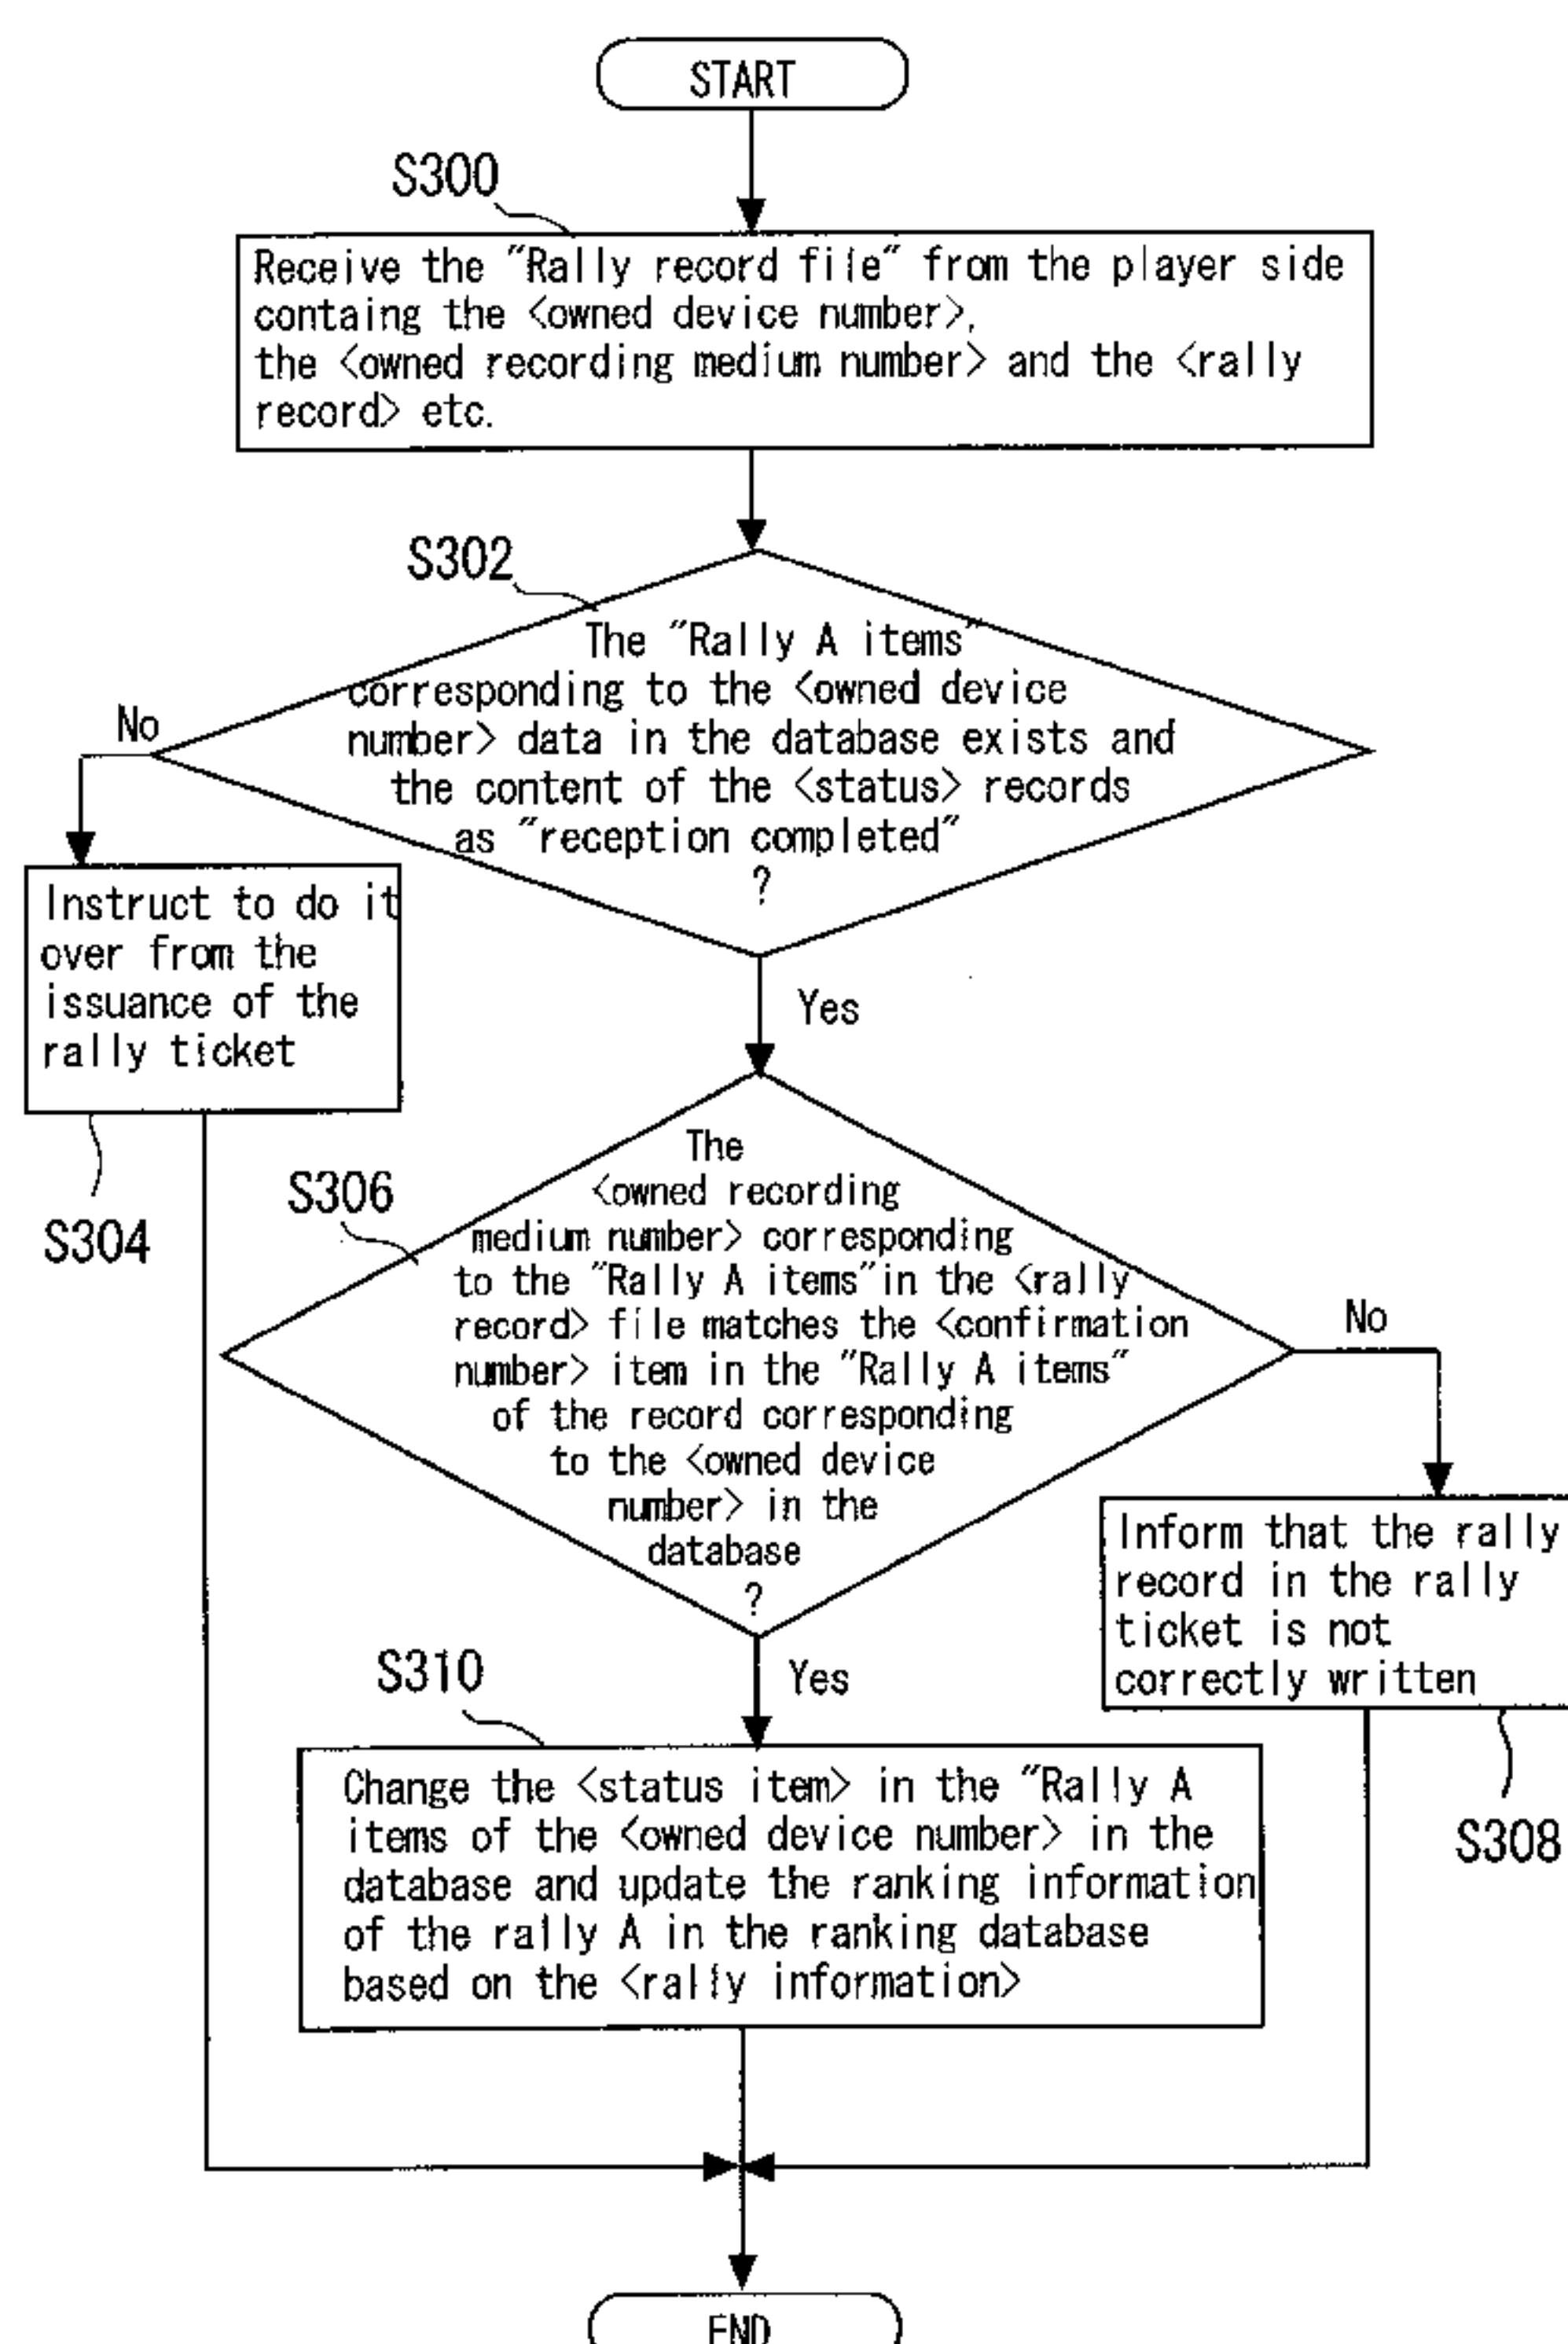 START
S300
Receive the "Rally record file" from the player side
containg the <owned device number>,
the <owned recording medium number> and the <rally
record> etc.
S302
The "Rally A items"
corresponding to the <owned device
number> data in the database exists and
the content of the <status> records
as "reception completed"
?
No
Yes
Instruct to do it
over from the
issuance of the
rally ticket
S304
S306
The
<owned recording
medium number> corresponding
to the "Rally A items"in the <rally
record> file matches the <confirmation
number> item in the "Rally A items"
of the record corresponding
to the <owned device
number> in the
database
?
No
Yes
Inform that the rally
record in the rally
ticket is not
correctly written
S308
S310
Change the <status item> in the "Rally A
items of the <owned device number> in the
database and update the ranking information
of the rally A in the ranking database
based on the <rally information>
END